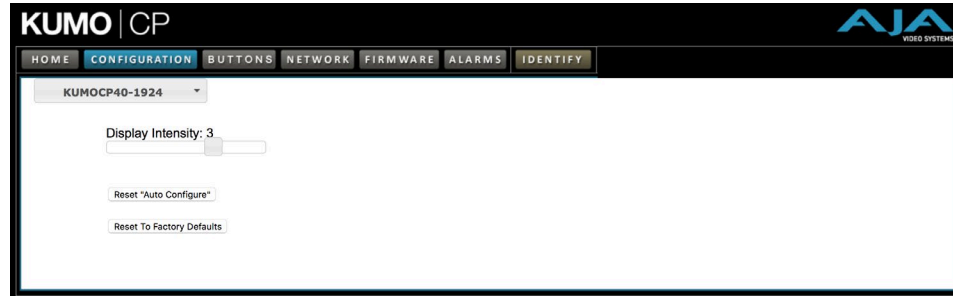 KUMO | CP
AJA
VIDEO SYSTEMS
HOME CONFIGURATION BUTTONS NETWORK FIRMWARE ALARMS IDENTIFY
KUMOCP40-1924
Display Intensity: 3
Reset "Auto Configure"
Reset To Factory Defaults